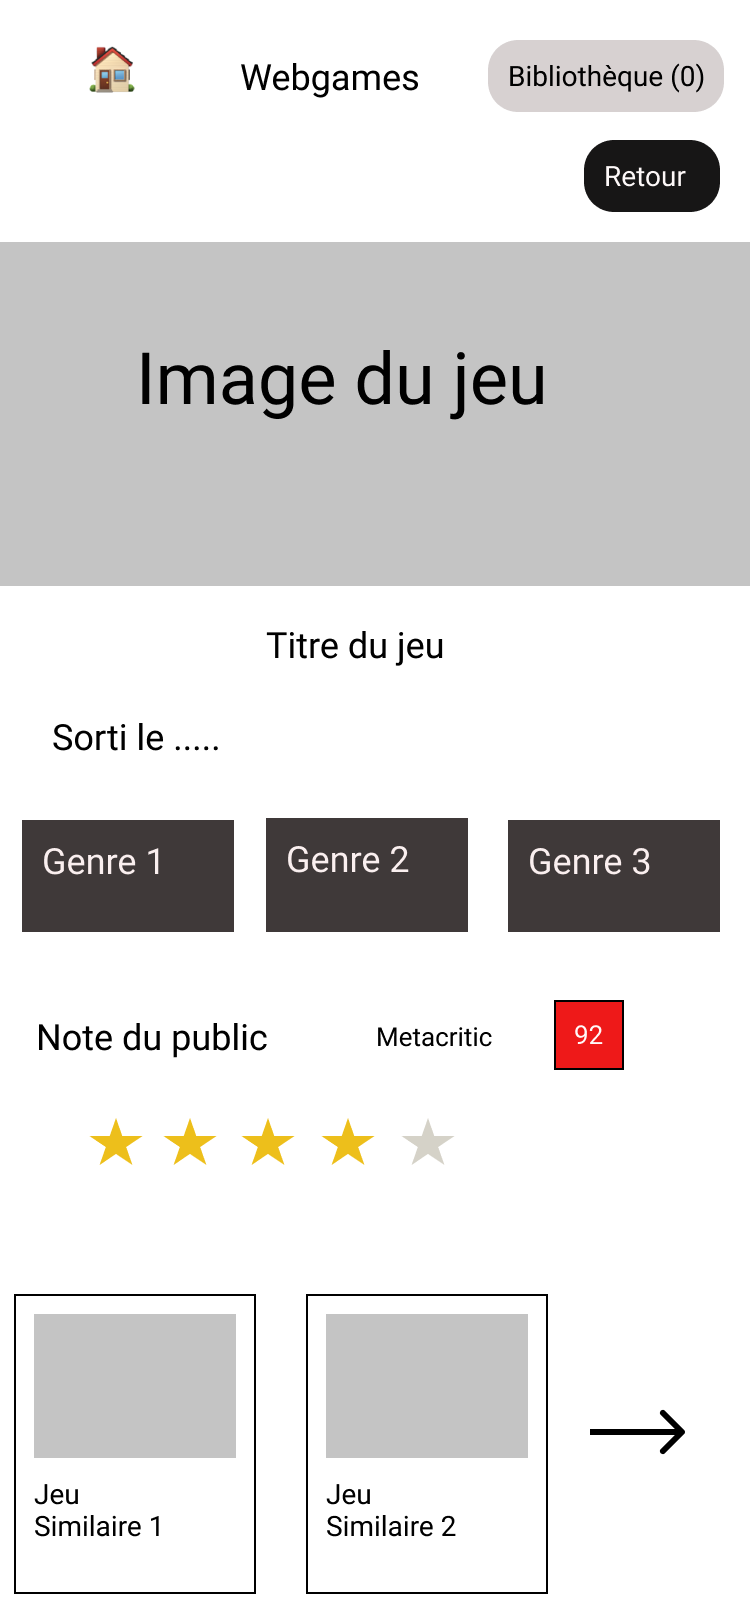 Webgames
Bibliothèque (0)
Retour
Image du jeu
Titre du jeu
Sorti le .....
Genre 1
Genre 2
Genre 3
Note du public
Metacritic
92
Jeu
Similaire 1
Jeu
Similaire 2